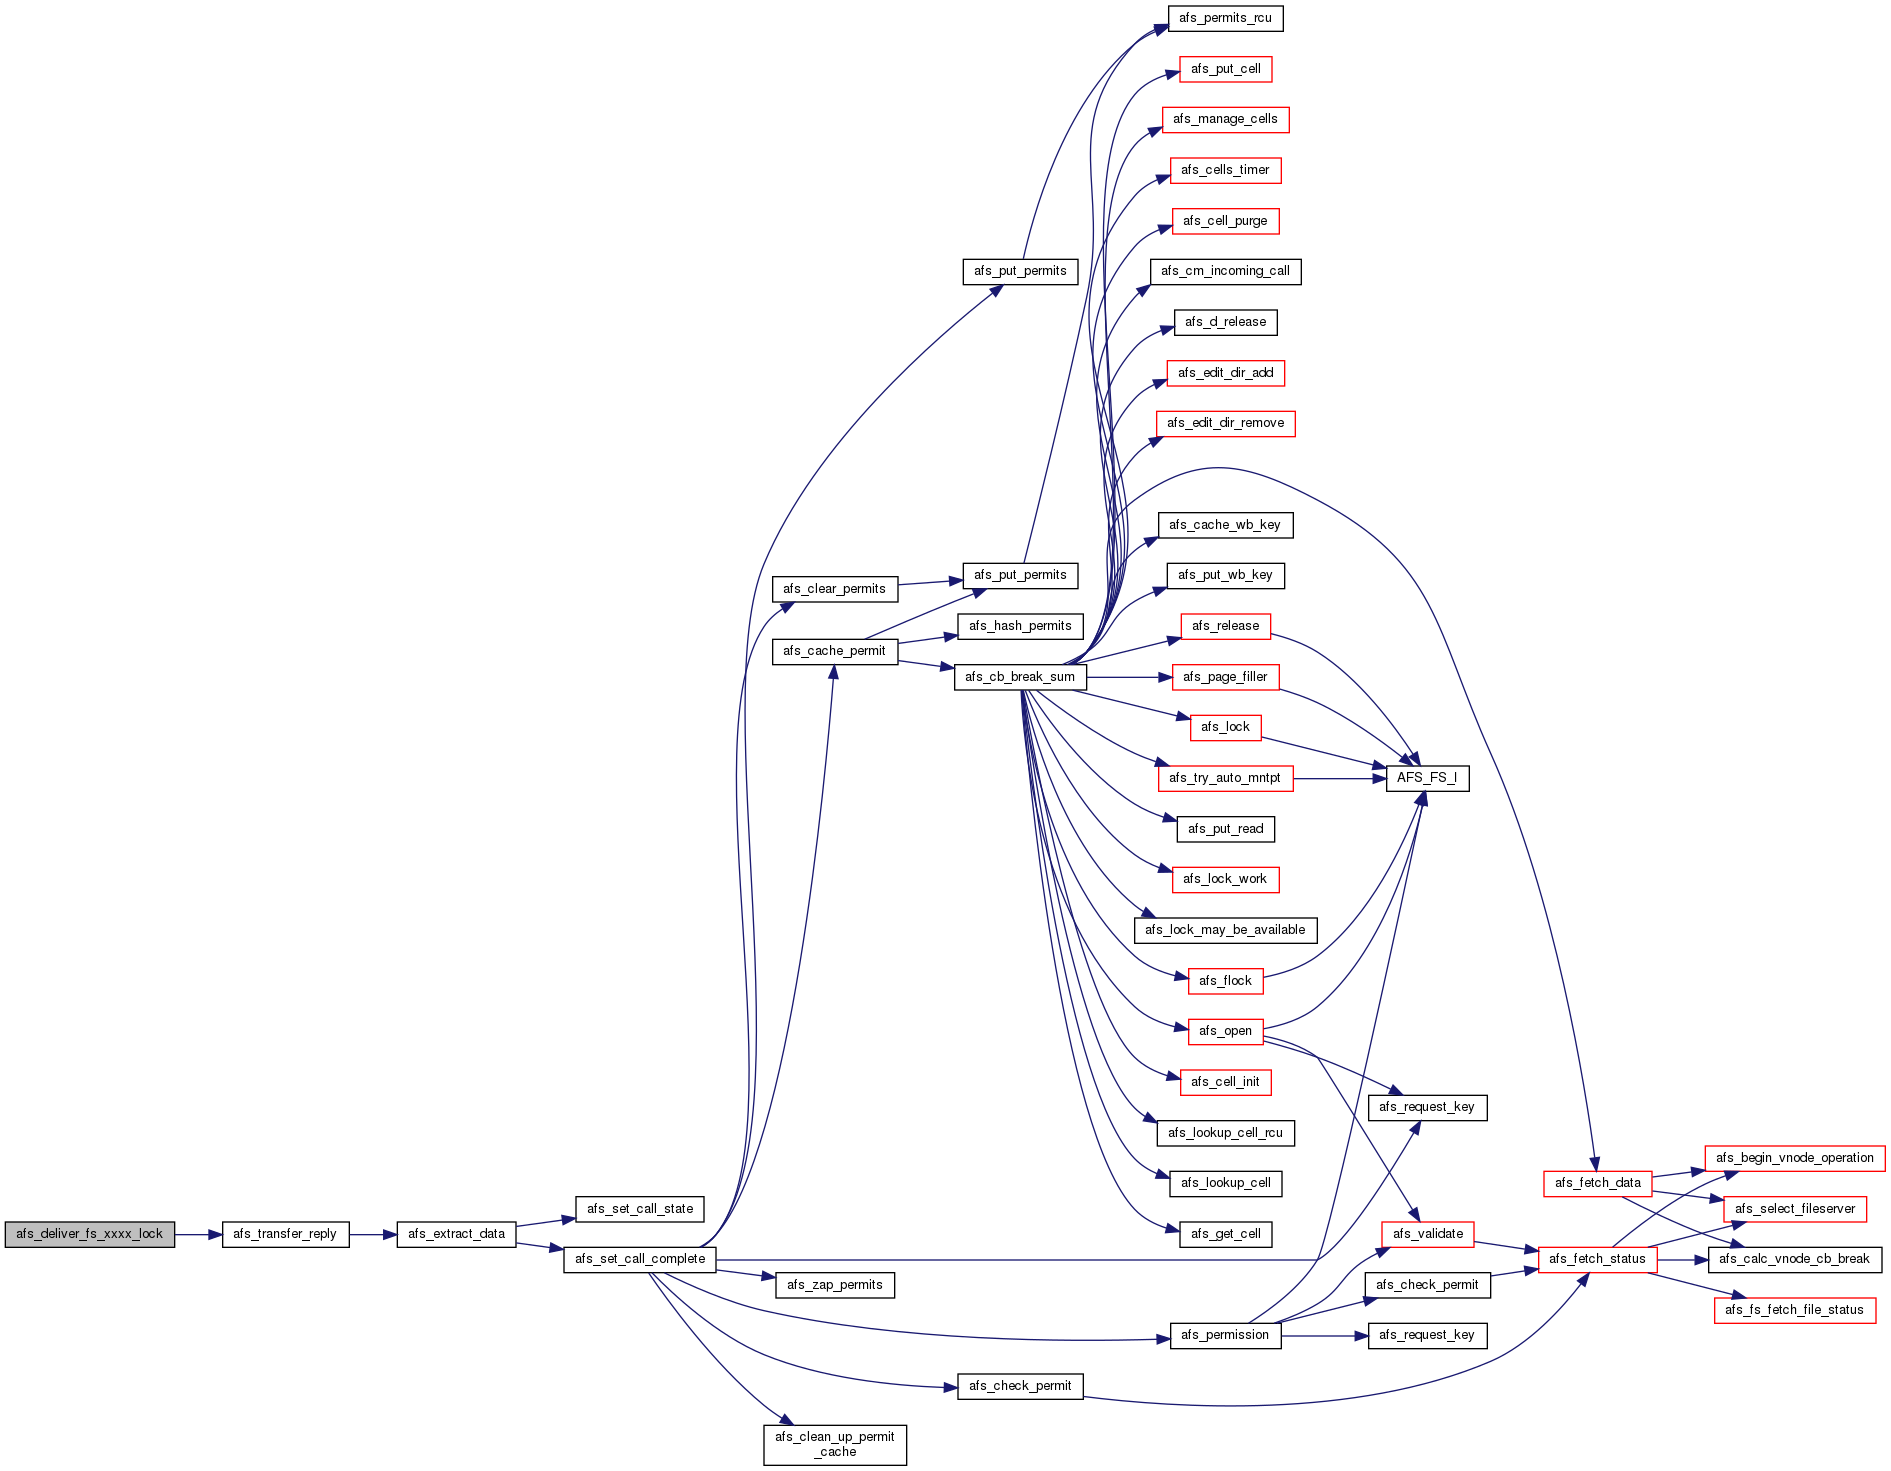 afs_permits_rcu
afs_put_cell
afs_manage_cells
afs_cells_timer
afs_cell_purge
afs_put_permits
afs_cm_incoming_call
afs_d_release
afs_edit_dir_add
afs_edit_dir_remove
afs_cache_wb_key
afs_put_permits
afs_put_wb_key
afs_clear_permits
afs_hash_permits
afs_release
afs_cache_permit
afs_cb_break_sum
afs_page_filler
afs_lock
afs_try_auto_mntpt
AFS_FS_I
afs_put_read
afs_lock_work
afs_lock_may_be_available
afs_flock
afs_open
afs_cell_init
afs_request_key
afs_lookup_cell_rcu
afs_begin_vnode_operation
afs_lookup_cell
afs_fetch_data
afs_set_call_state
afs_select_fileserver
afs_deliver_fs_xxxx_lock
afs_transfer_reply
afs_extract_data
afs_get_cell
afs_validate
afs_set_call_complete
afs_fetch_status
afs_calc_vnode_cb_break
afs_zap_permits
afs_check_permit
afs_fs_fetch_file_status
afs_permission
afs_request_key
afs_check_permit
afs_clean_up_permit
_cache